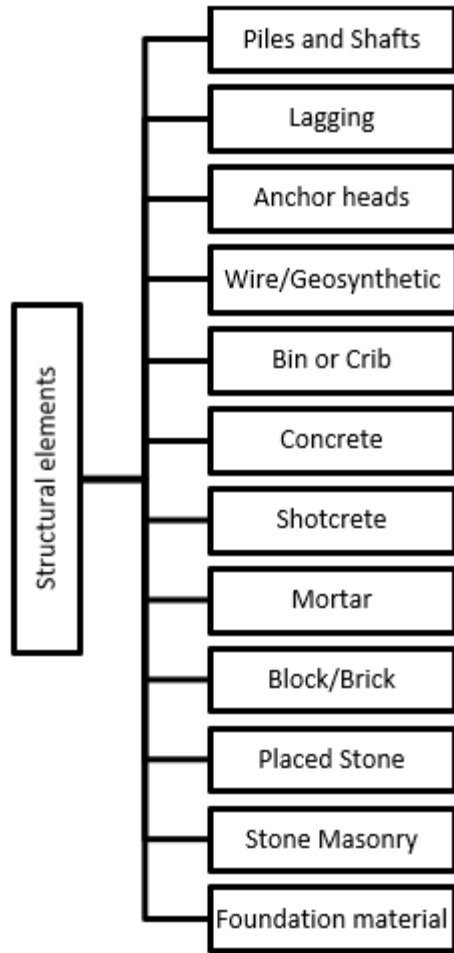 Structural elements
Piles and Shafts
Lagging
Anchor heads
Wire/Geosynthetic
Bin or Crib
Concrete
Shotcrete
Mortar
Block/Brick
Placed Stone
Stone Masonry
Foundation material